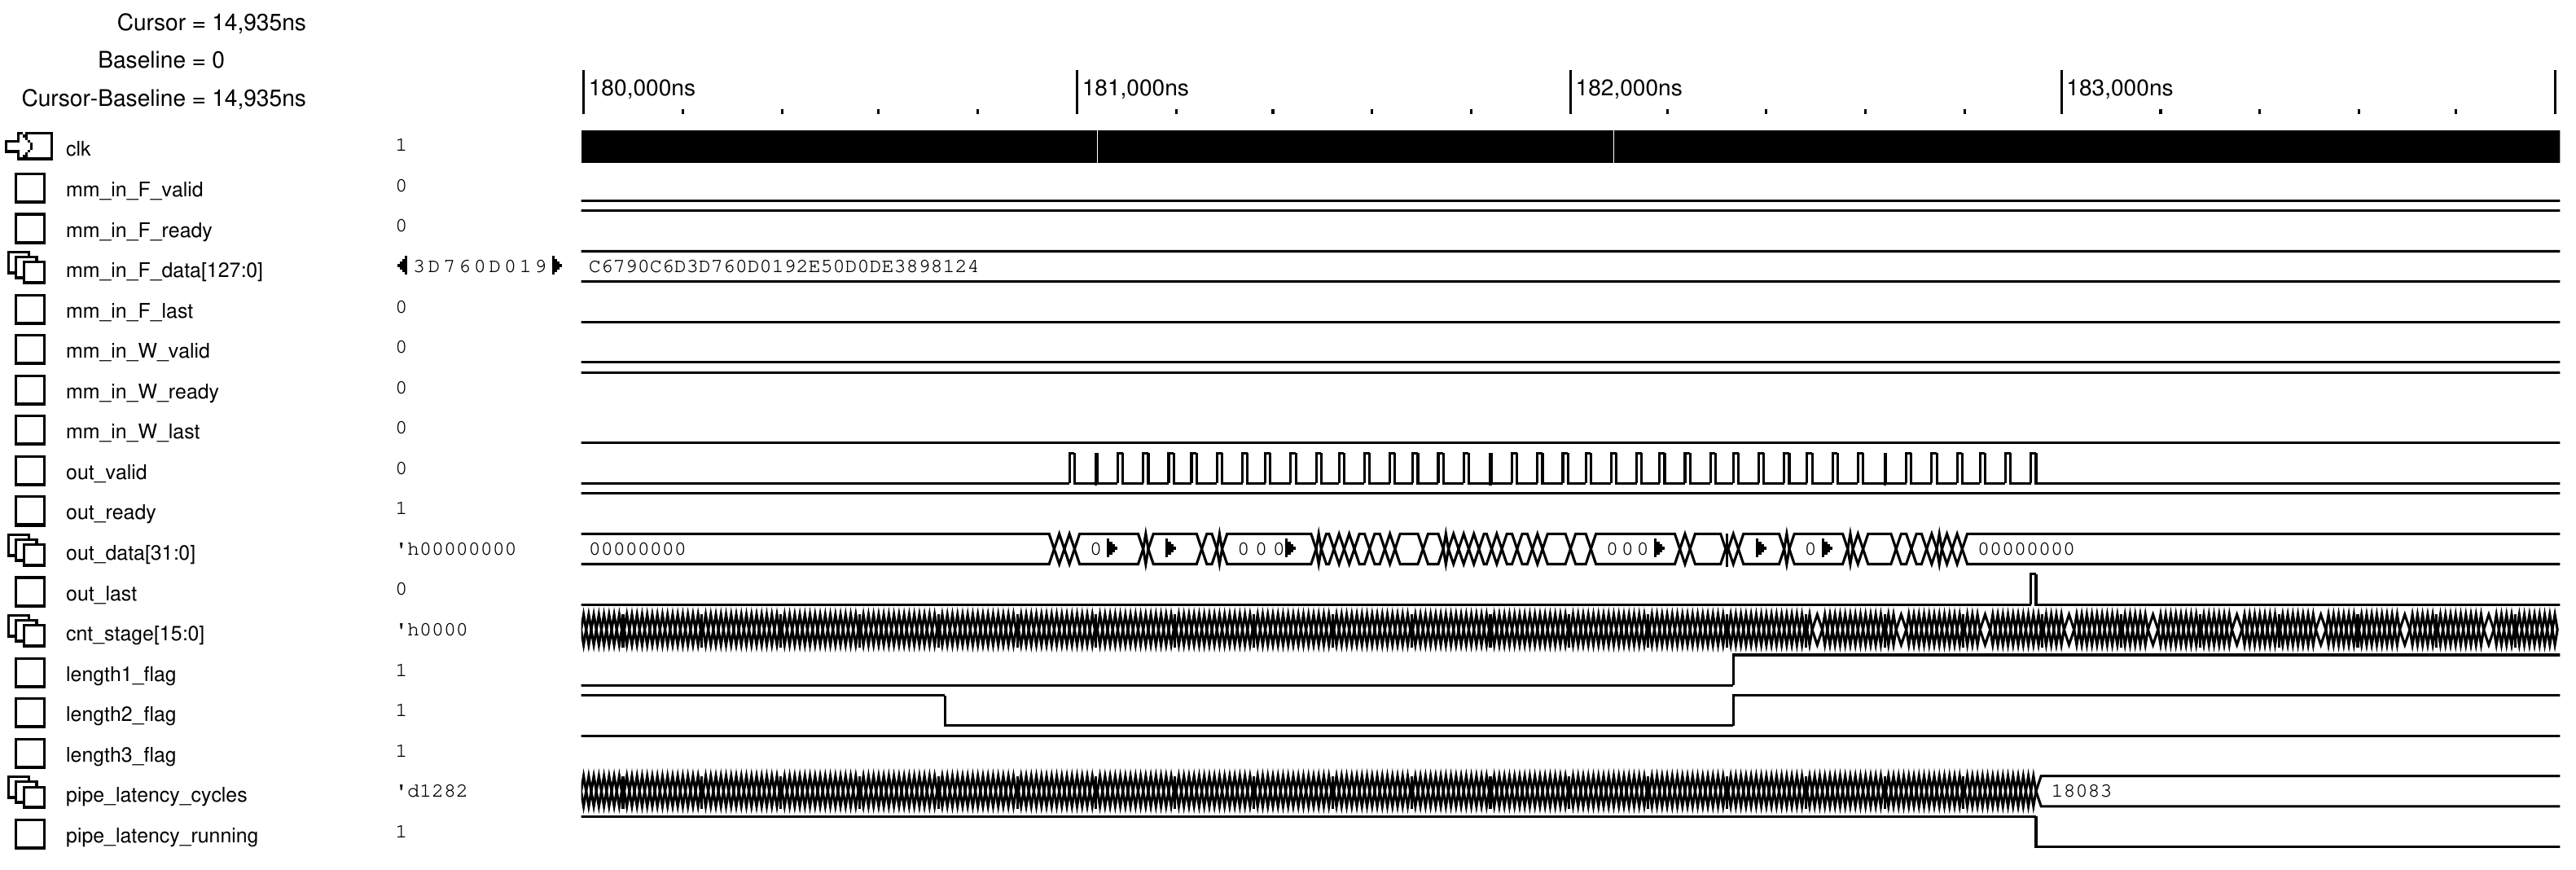 Cursor = 14,935ns
Baseline = 0
Cursor-Baseline = 14,935ns
180,000ns 181,000ns 182,000ns 183,000ns
clk 1
mm_in_F_valid 0
mm_in_F_ready 0
mm_in_F_data[127:0] 3D760D019 C6790C6D3D760D0192E50D0DE3898124
mm_in_F_last 0
mm_in_W_valid 0
mm_in_W_ready 0
mm_in_W_last 0
out_valid 0
out_ready 1
out_data[31:0] 'h00000000 00000000 0 000 000 0 00000000
out_last 0
cnt_stage[15:0] 'h0000
length1_flag 1
length2_flag 1
length3_flag 1
pipe_latency_cycles 'd1282 18083
pipe_latency_running 1